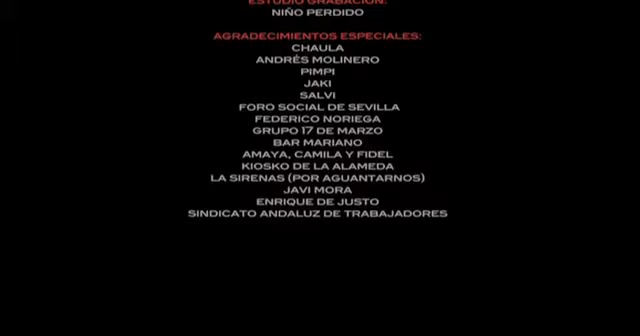 ESTUDIO GRABACIÓN:
NIÑO PERDIDO
AGRADECIMIENTOS ESPECIALES:
CHAULA
ANDRÉS MOLINERO
PIMPI
JAKI
SALVI
FORO SOCIAL DE SEVILLA
FEDERICO NORIEGA
GRUPO 17 DE MARZO
BAR MARIANO
AMAYA, CAMILA Y FIDEL
KIOSKO DE LA ALAMEDA
LA SIRENAS (POR AGUANTARNOS)
JAVI MORA
ENRIQUE DE JUSTO
SINDICATO ANDALUZ DE TRABAJADORES